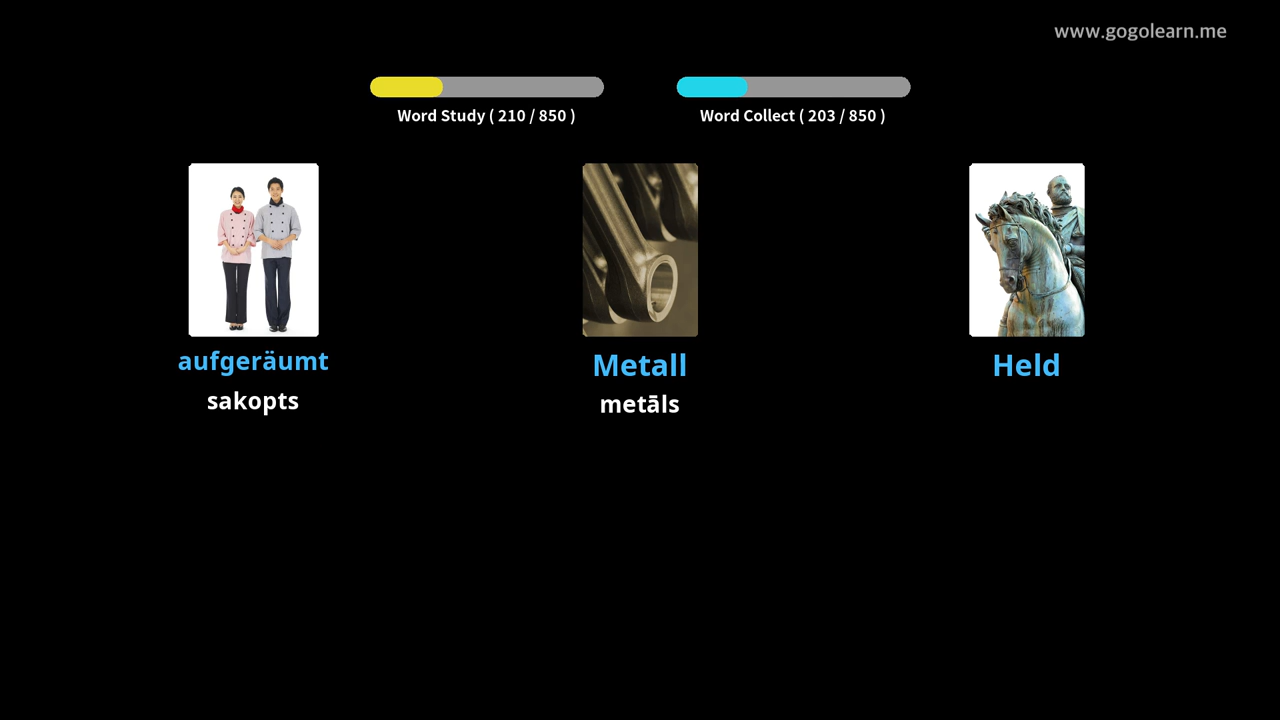 www.gogolearn.me
Word Study ( 210 / 850 )
Word Collect ( 203 / 850 )
aufgeräumt
Metall
Held
sakopts
metāls